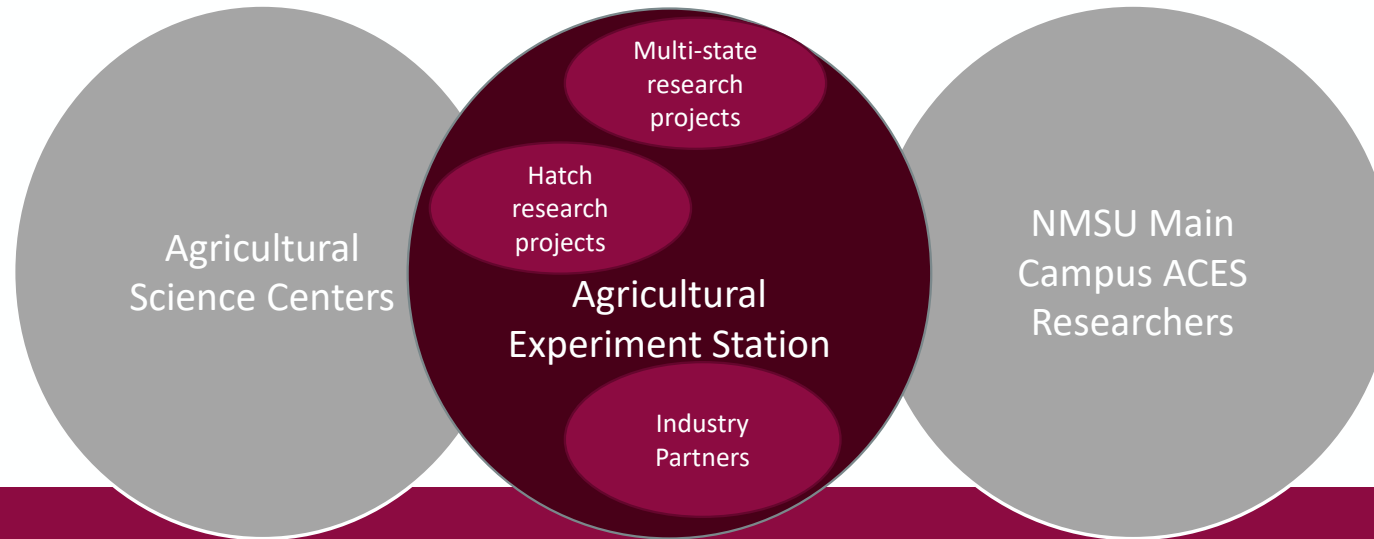 Agricultural
Science Centers
Multi-state
research
projects
Hatch
research
projects
Agricultural
Experiment Station
Industry
Partners
NMSU Main
Campus ACES
Researchers